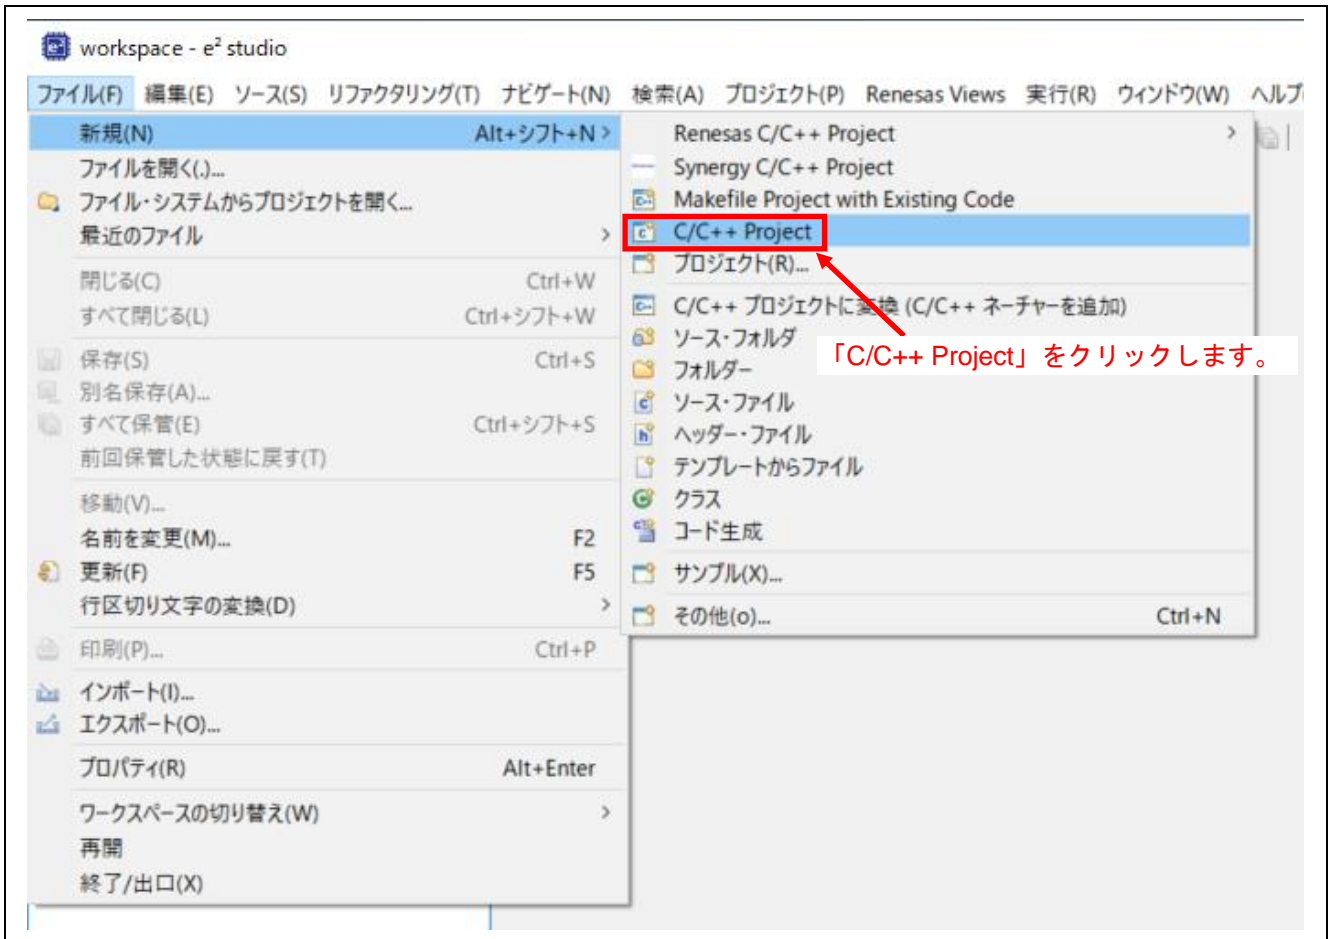 workspace - e² studio
ファイル(F) 編集(E) ソース(S) リファクタリング(T) ナビゲート(N) 検索(A) プロジェクト(P) Renesas Views 実行(R) ウィンドウ(W) ヘルプ
新規(N) Alt+シフト+N >
ファイルを開く(.)...
ファイル・システムからプロジェクトを開く...
最近のファイル >
閉じる(C) Ctrl+W
すべて閉じる(L) Ctrl+シフト+W
保存(S) Ctrl+S
別名保存(A)...
すべて保管(E) Ctrl+シフト+S
前回保管した状態に戻す(T)
移動(V)...
名前を変更(M)... F2
更新(F) F5
行区切り文字の変換(D) >
印刷(P)... Ctrl+P
インポート(I)...
エクスポート(O)...
プロパティ(R) Alt+Enter
ワークスペースの切り替え(W) >
再開
終了/出口(X)
Renesas C/C++ Project >
Synergy C/C++ Project
Makefile Project with Existing Code
C/C++ Project
プロジェクト(R)...
C/C++ プロジェクトに変換 (C/C++ ネーチャーを追加)
ソース・フォルダ
フォルダー
ソース・ファイル
ヘッダー・ファイル
テンプレートからファイル
クラス
コード生成
サンプル(X)...
その他(o)... Ctrl+N
「C/C++ Project」をクリックします。